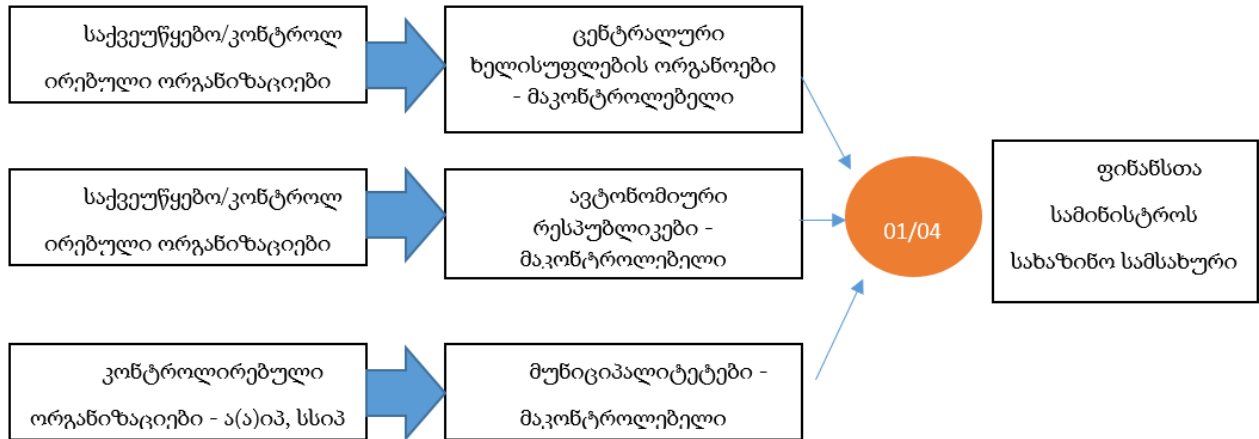 საქვეუწყებო/კონტროლ
ირებული ორგანიზაციები
ცენტრალური
ხელისუფლების ორგანოები
- მაკონტროლებელი
საქვეუწყებო/კონტროლ
ირებული ორგანიზაციები
ავტონომიური
რესპუბლიკები -
მაკონტროლებელი
კონტროლირებული
ორგანიზაციები - ა(ა)იპ, სსიპ
მუნიციპალიტეტები -
მაკონტროლებელი
01/04
ფინანსთა
სამინისტროს
სახაზინო სამსახური